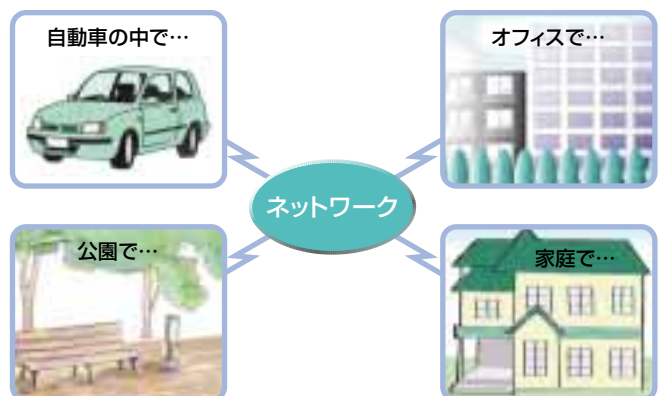 自動車の中で…
オフィスで…
ネットワーク
公園で…
家庭で…